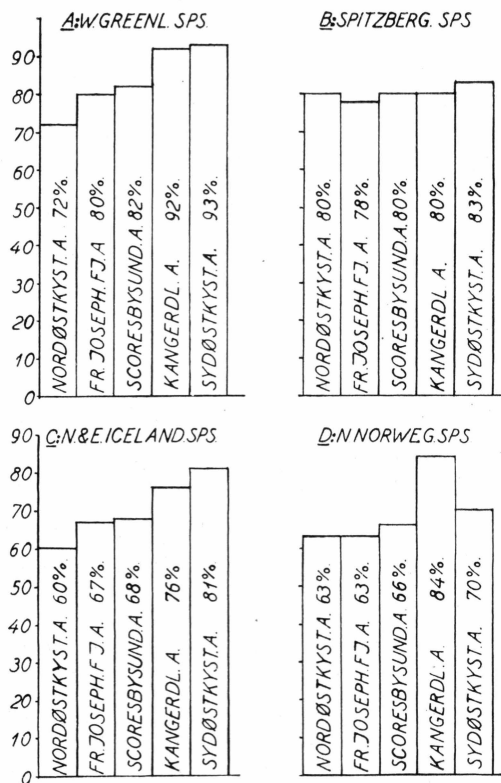 A:W.GREENL. SPS.
90
80
70
60
50
40
30
20
10
0
NORDØSTKYST.A. 72%.
FR.JOSEPH.FJ.A 80%.
SCORESBYSUND.A. 82%.
KANGERDL. A. 92%.
SYDØSTKYST.A. 93%.
B:SPITZBERG. SPS
NORDØSTKYST.A. 80%.
FR.JOSEPH.FJ.A. 78%.
SCORESBYSUND.A. 80%.
KANGERDL. A. 80%.
SYDØSTKYST.A. 83%.
C:N.&E.ICELAND.SPS.
90
80
70
60
50
40
30
20
10
0
NORDØSTKYST.A. 60%.
FR.JOSEPH.FJ.A. 67%.
SCORESBYSUND.A. 68%.
KANGERDL. A. 76%.
SYDØSTKYST.A. 81%.
D:N NORWEG.SPS
NORDØSTKYST.A. 63%.
FR.JOSEPH.FJ.A. 63%.
SCORESBYSUND.A. 66%.
KANGERDL. A. 84%.
SYDØSTKYST.A. 70%.